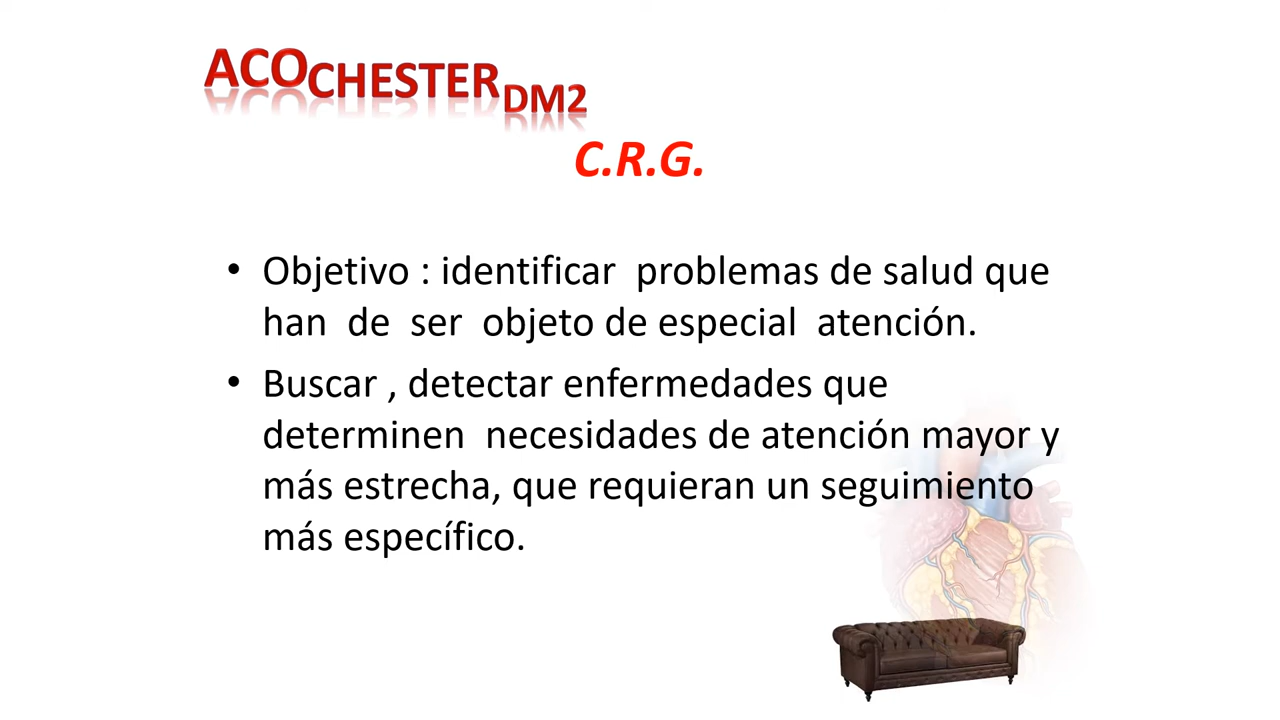 ACOCHESTERDM2
C.R.G.
• Objetivo : identificar problemas de salud que
han de ser objeto de especial atención.
• Buscar , detectar enfermedades que
determinen necesidades de atención mayor y
más estrecha, que requieran un seguimiento
más específico.